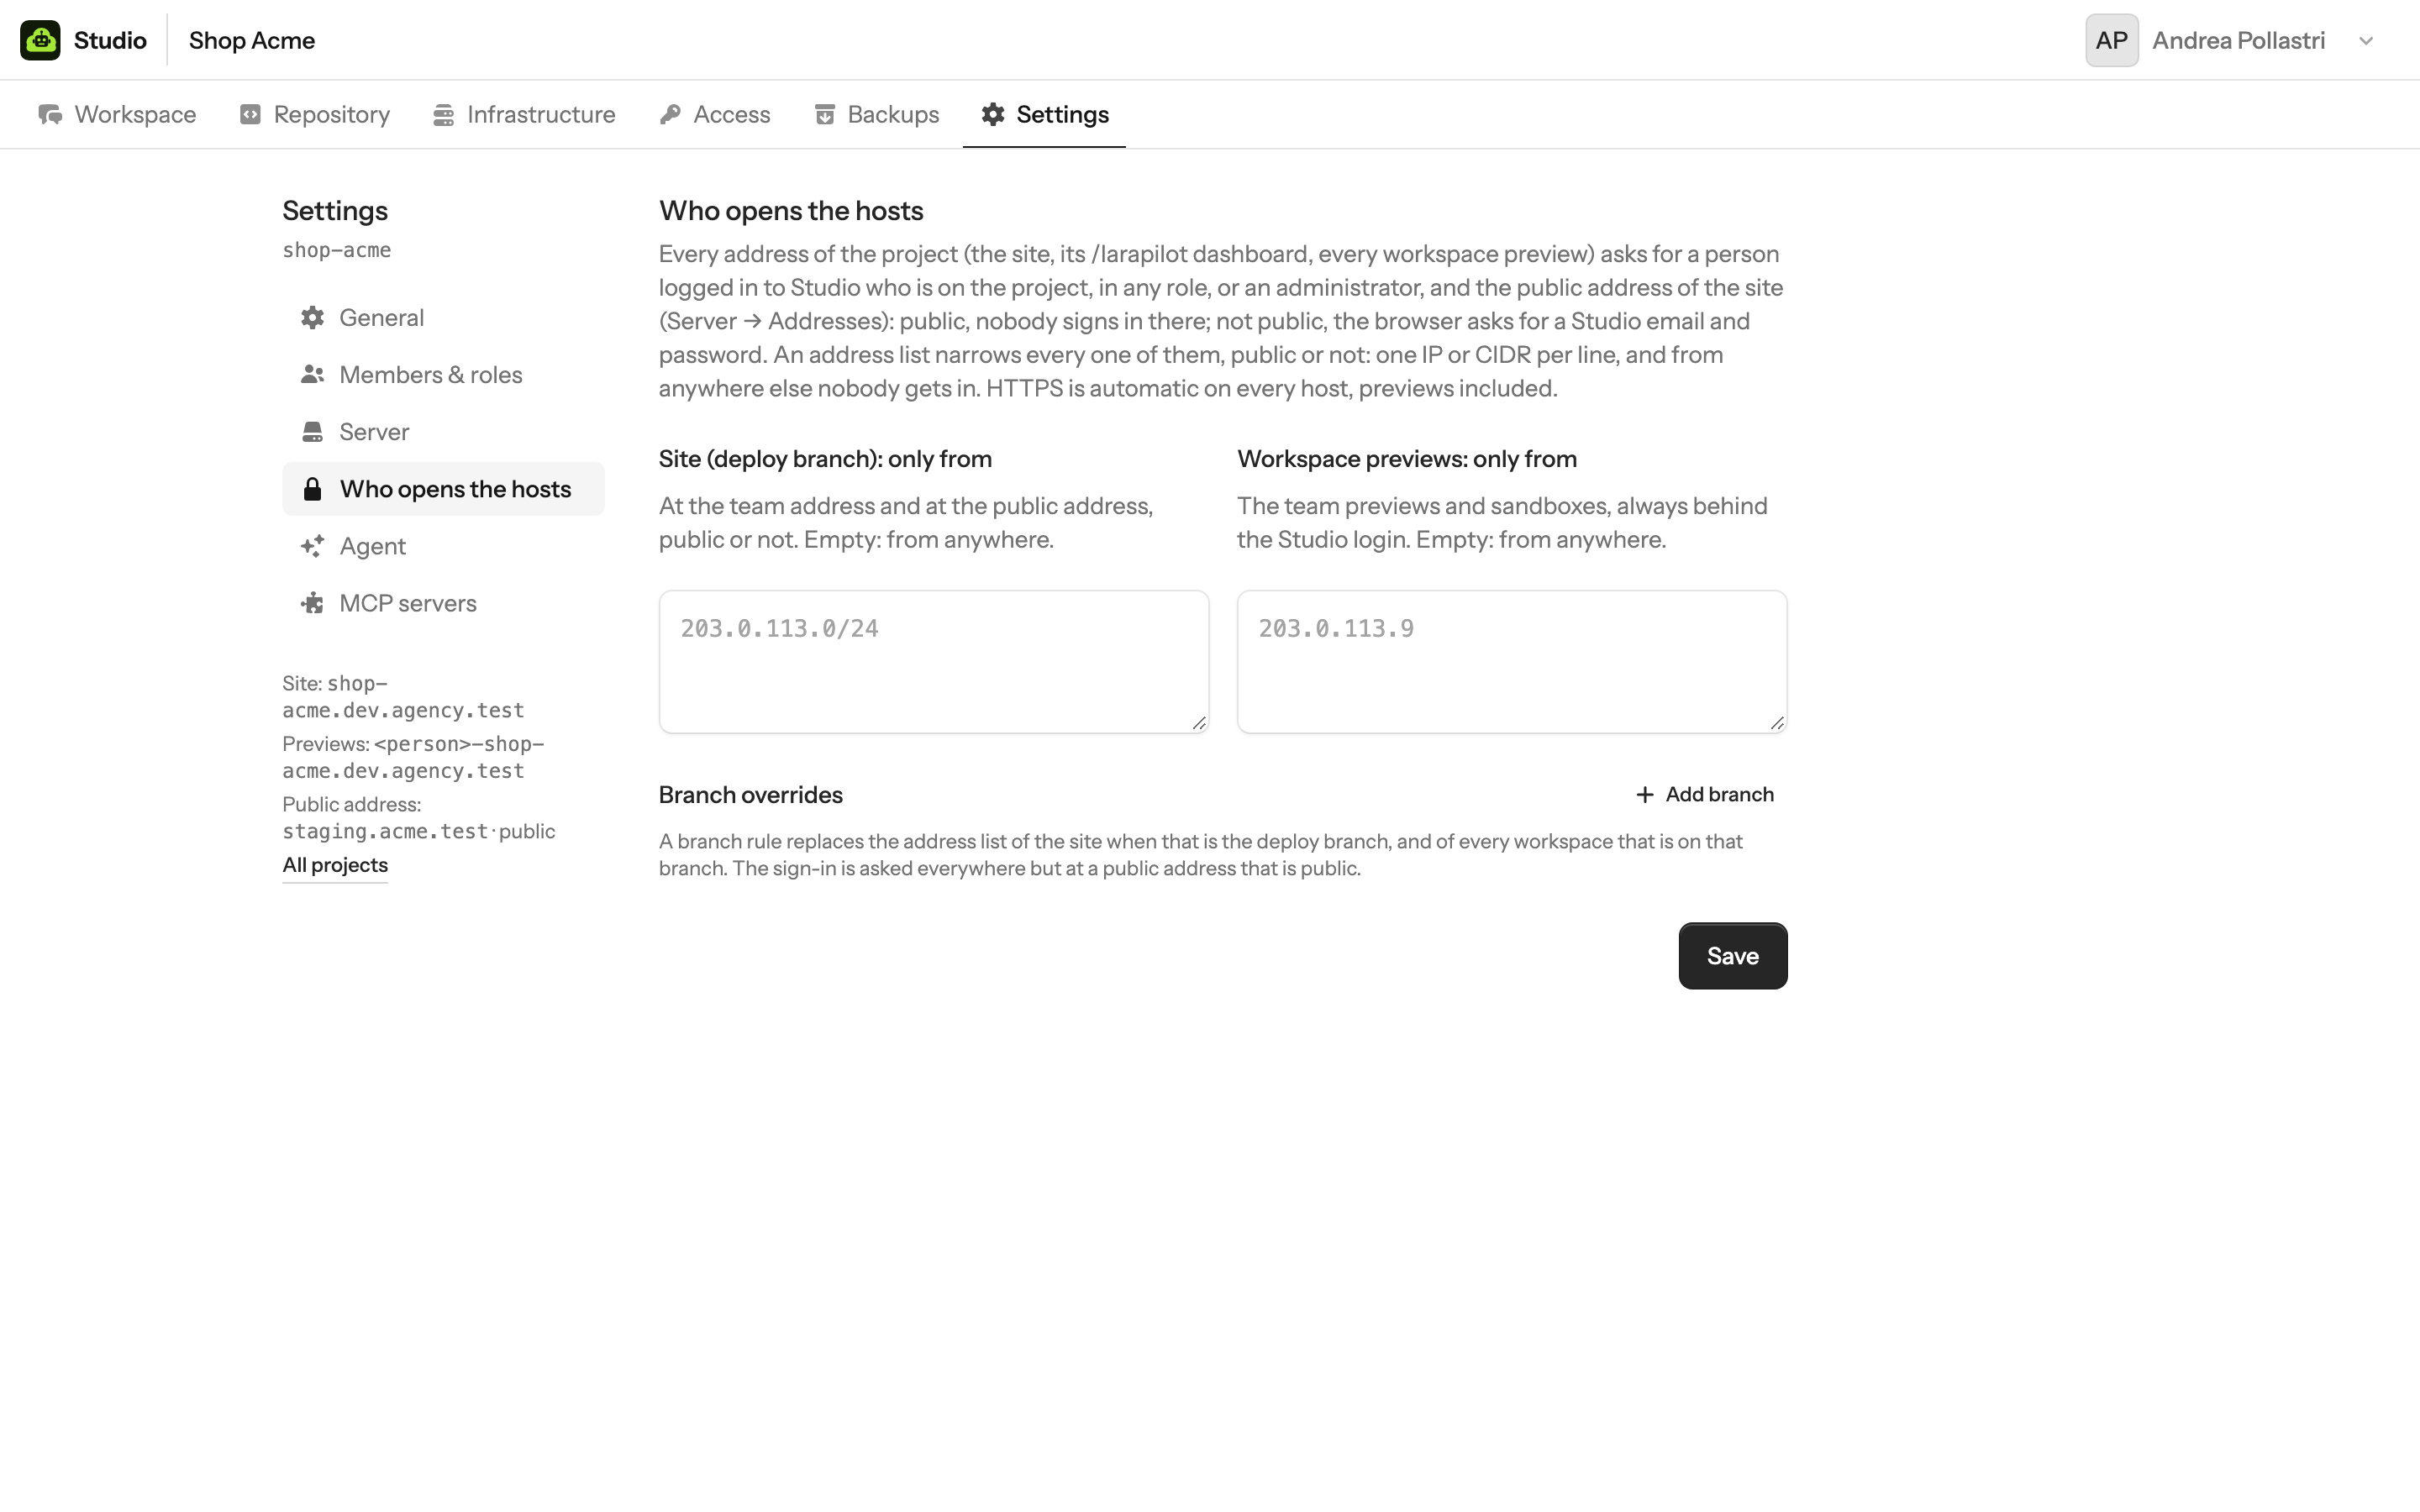 Studio
Shop Acme
AP
Andrea Pollastri
Workspace
Repository
Infrastructure
Access
Backups
Settings
Settings
shop-acme
General
Members & roles
Server
Who opens the hosts
Agent
MCP servers
Site: shop-
acme.dev.agency.test
Previews: <person>-shop-
acme.dev.agency.test
Public address:
staging.acme.test · public
All projects
Who opens the hosts
Every address of the project (the site, its /larapilot dashboard, every workspace preview) asks for a person
logged in to Studio who is on the project, in any role, or an administrator, and the public address of the site
(Server → Addresses): public, nobody signs in there; not public, the browser asks for a Studio email and
password. An address list narrows every one of them, public or not: one IP or CIDR per line, and from
anywhere else nobody gets in. HTTPS is automatic on every host, previews included.
Site (deploy branch): only from
At the team address and at the public address,
public or not. Empty: from anywhere.
203.0.113.0/24
Workspace previews: only from
The team previews and sandboxes, always behind
the Studio login. Empty: from anywhere.
203.0.113.9
Branch overrides
Add branch
A branch rule replaces the address list of the site when that is the deploy branch, and of every workspace that is on that
branch. The sign-in is asked everywhere but at a public address that is public.
Save